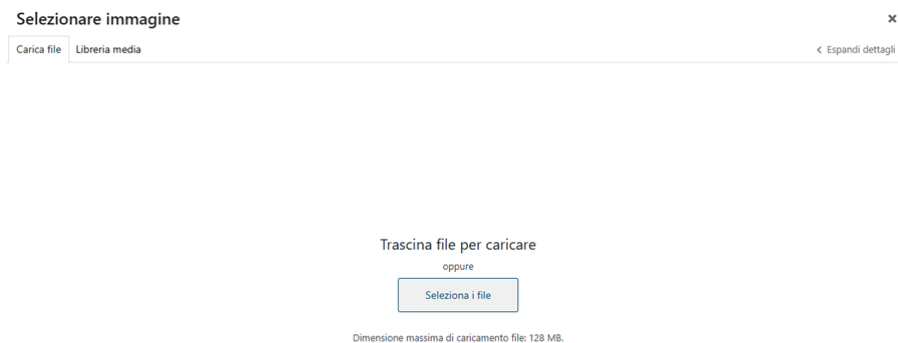 Selezionare immagine
×
Carica file
Libreria media
Espandi dettagli
Trascina file per caricare
oppure
Seleziona i file
Dimensione massima di caricamento file: 128 MB.